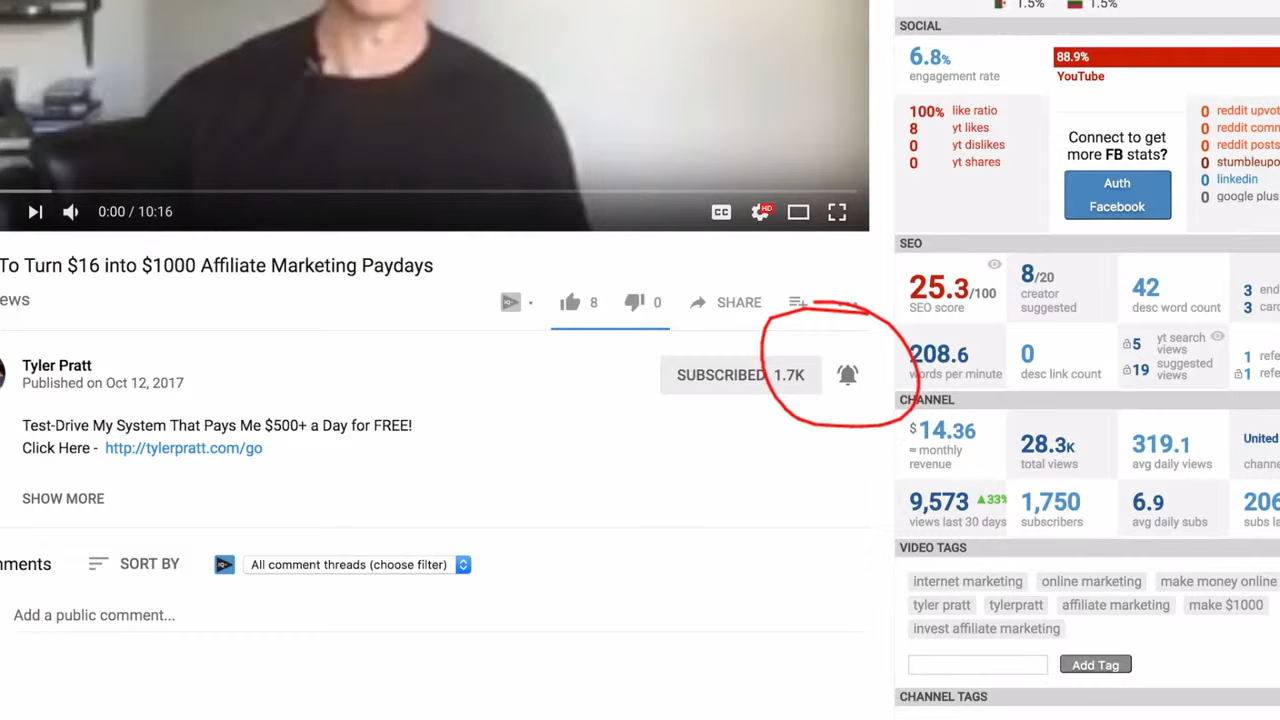 0:00 / 10:16
CC
HD
To Turn $16 into $1000 Affiliate Marketing Paydays
ews
8
0
SHARE
Tyler Pratt
Published on Oct 12, 2017
SUBSCRIBED 1.7K
Test-Drive My System That Pays Me $500+ a Day for FREE!
Click Here - http://tylerpratt.com/go
SHOW MORE
mments
SORT BY
All comment threads (choose filter)
Add a public comment...
1.5%
1.5%
SOCIAL
6.8%
engagement rate
88.9%
YouTube
100% like ratio
8 yt likes
0 yt dislikes
0 yt shares
Connect to get
more FB stats?
Auth
Facebook
0 reddit upvot
0 reddit comn
0 reddit posts
0 stumbleupo
0 linkedin
0 google plus
SEO
25.3/100
SEO score
8/20
creator
suggested
42
desc word count
3 end
3 card
208.6
words per minute
0
desc link count
5 yt search
views
19 suggested
views
1 refe
1 refe
CHANNEL
$14.36
≈ monthly
revenue
28.3K
total views
319.1
avg daily views
United
channe
9,573 33%
views last 30 days
1,750
subscribers
6.9
avg daily subs
206
subs la
VIDEO TAGS
internet marketing
online marketing
make money online
tyler pratt
tylerpratt
affiliate marketing
make $1000
invest affiliate marketing
Add Tag
CHANNEL TAGS